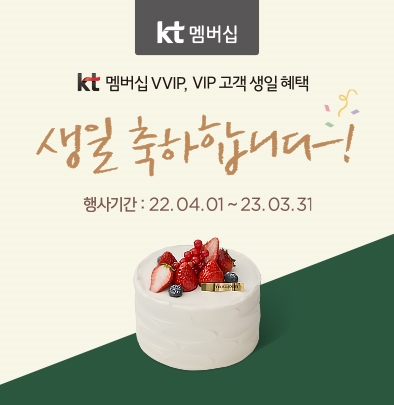 kt 멤버십
kt 멤버십 VVIP, VIP 고객 생일 혜택
생일 축하합니다~!
행사기간 : 22. 04. 01 ~ 23. 03. 31